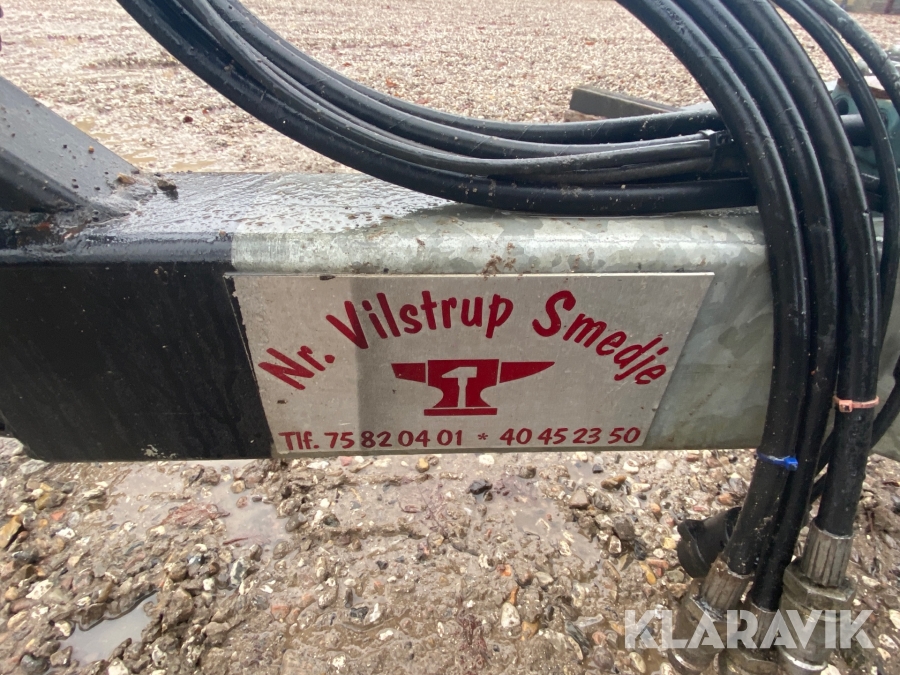 Nr. Vilstrup Smedje
Tlf. 75 82 04 01 * 40 45 23 50
KLARAVIK